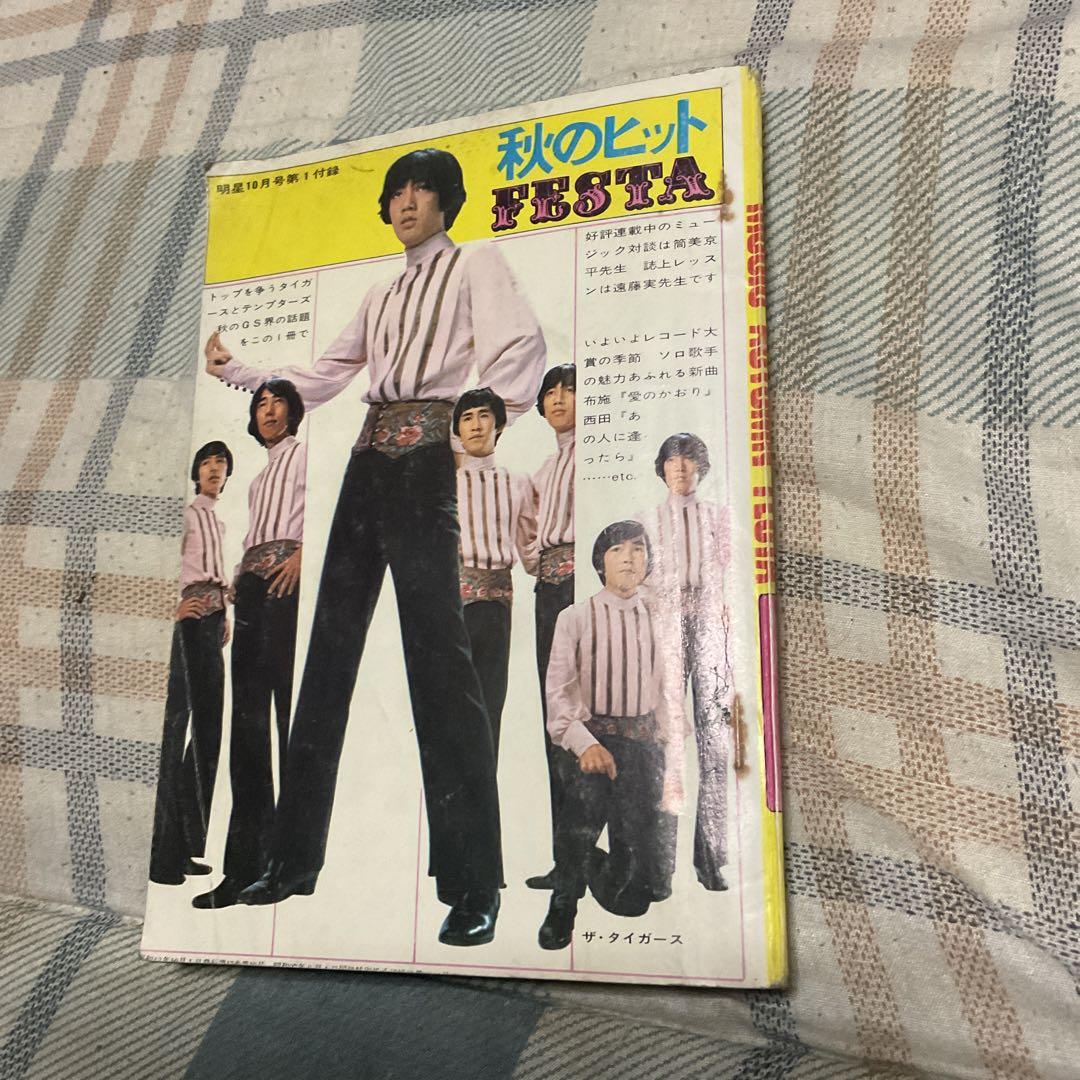 明星10月号第1付録
秋のヒット
FESTA
トップを争うタイガ
ースとテンプターズ
秋のGS界の話題
をこの1冊で
好評連載中のミュー
ジック対談は筒美京
平先生　誌上レッス
ンは遠藤実先生です
いよいよレコード大
賞の季節　ソロ歌手
の魅力あふれる新曲
布施『愛のかおり』
西田『あ
の人に逢
ったら』
……etc.
ザ・タイガース
FESTA